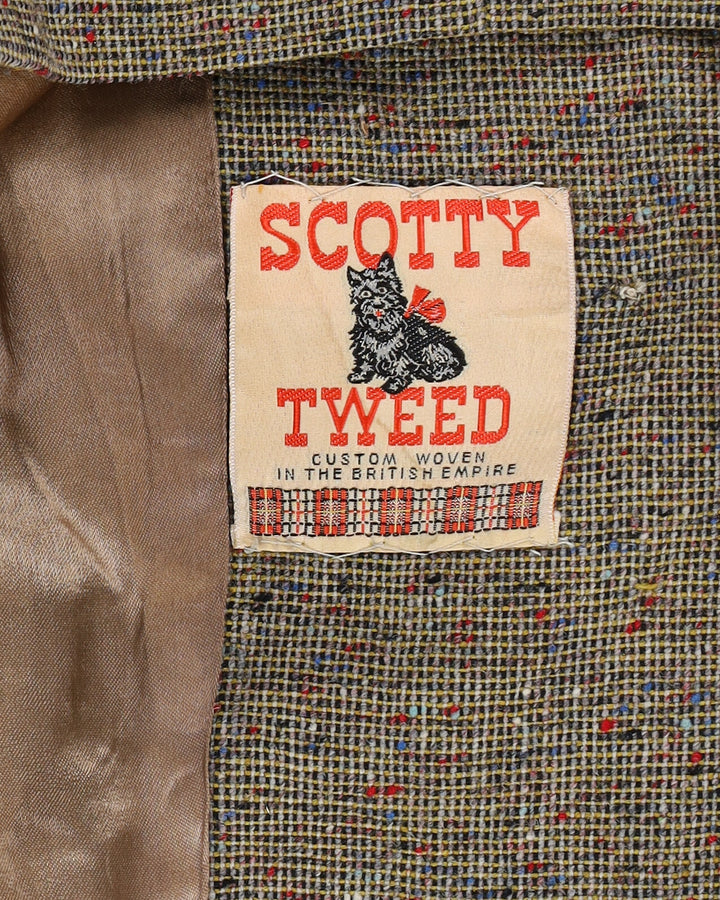 SCOTTY
TWEED
CUSTOM WOVEN
IN THE BRITISH EMPIRE